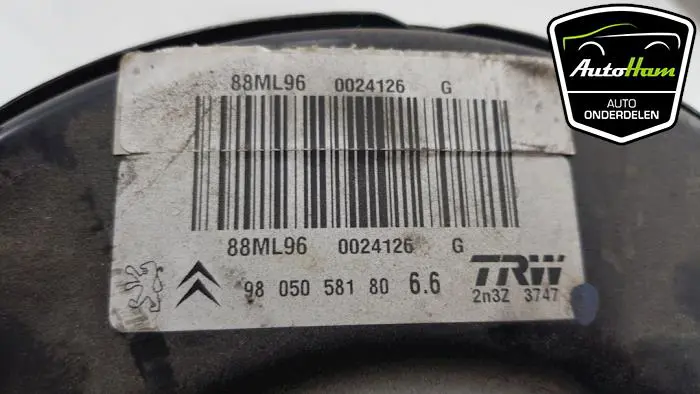 88ML96 0024126 G
88ML96 0024126 G
98 050 581 80 6.6
TRW
2n3Z 3747
AutoHam
AUTO
ONDERDELEN